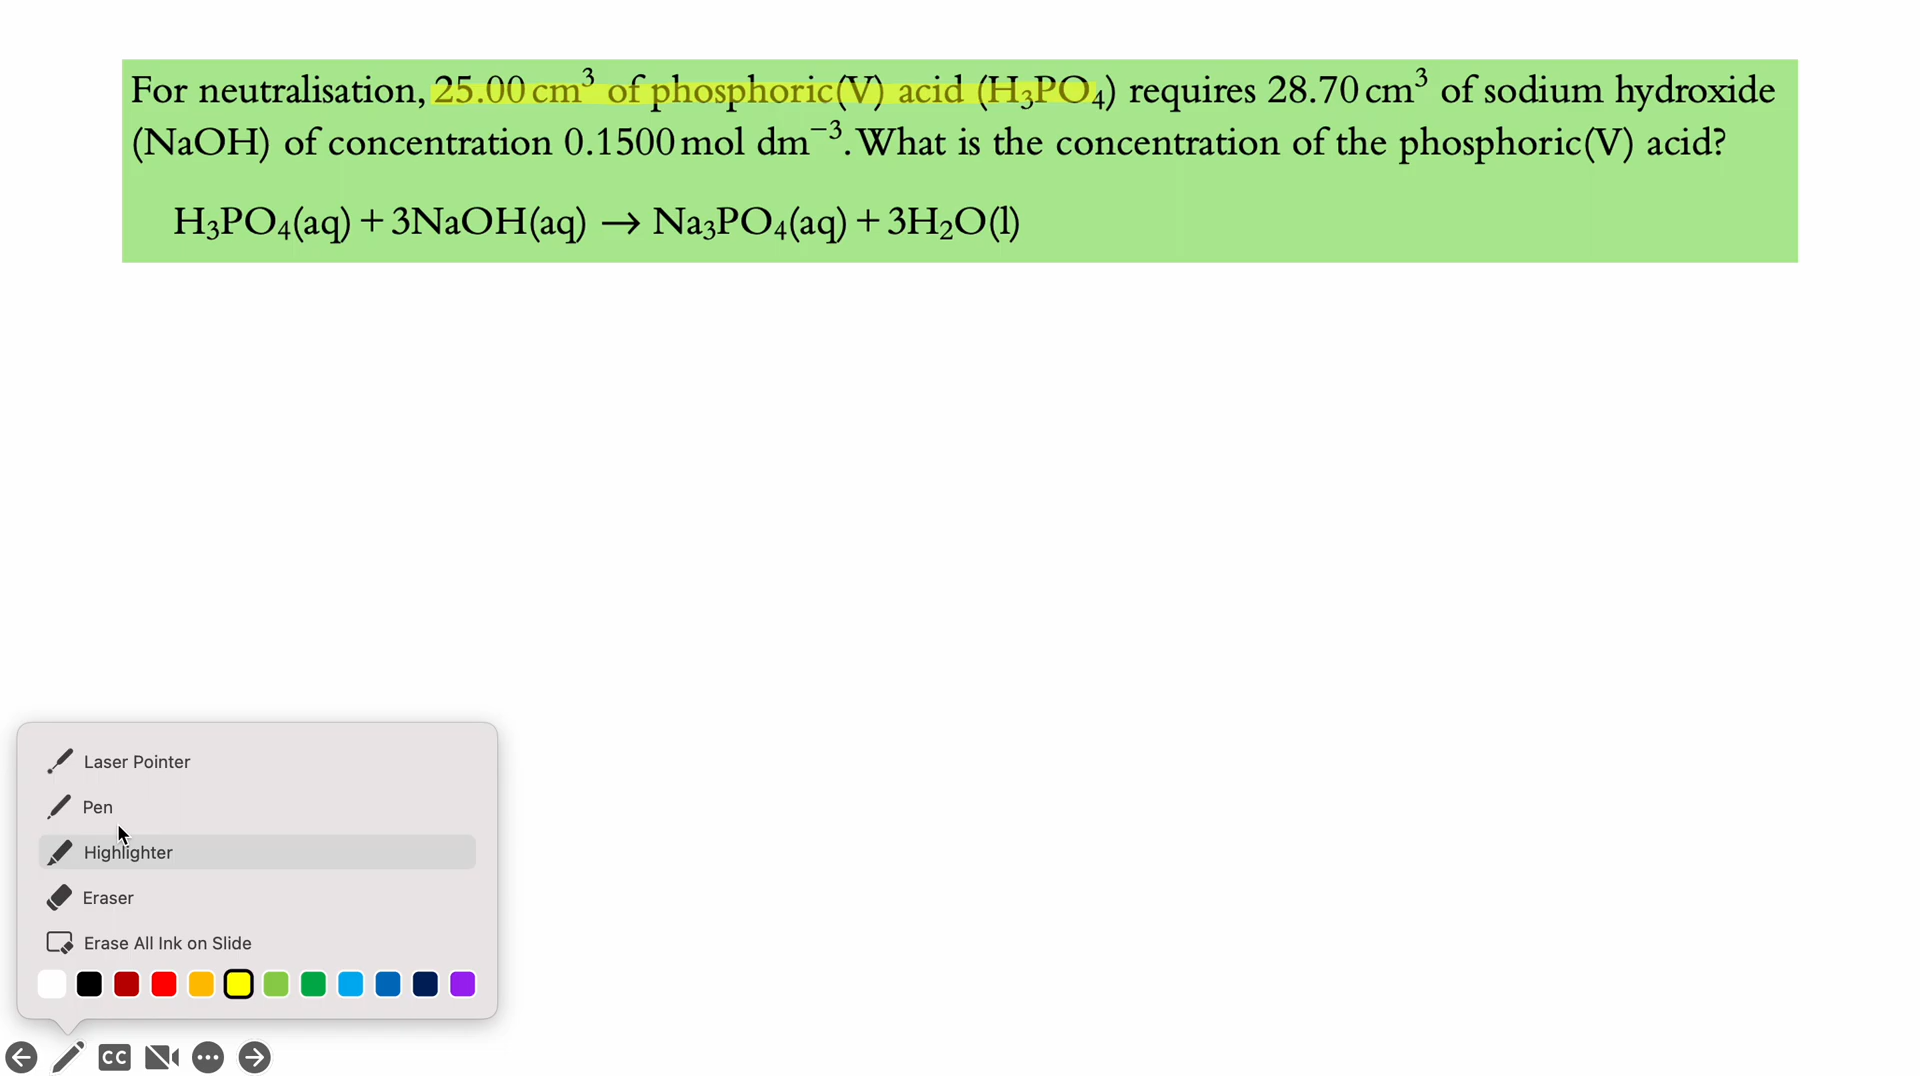 For neutralisation, 25.00 cm³ of phosphoric(V) acid (H₃PO₄) requires 28.70 cm³ of sodium hydroxide
(NaOH) of concentration 0.1500 mol dm⁻³. What is the concentration of the phosphoric(V) acid?
H₃PO₄(aq) + 3NaOH(aq) → Na₃PO₄(aq) + 3H₂O(l)
Laser Pointer
Pen
Highlighter
Eraser
Erase All Ink on Slide
CC